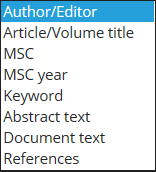 Author/Editor
Article/Volume title
MSC
MSC year
Keyword
Abstract text
Document text
References